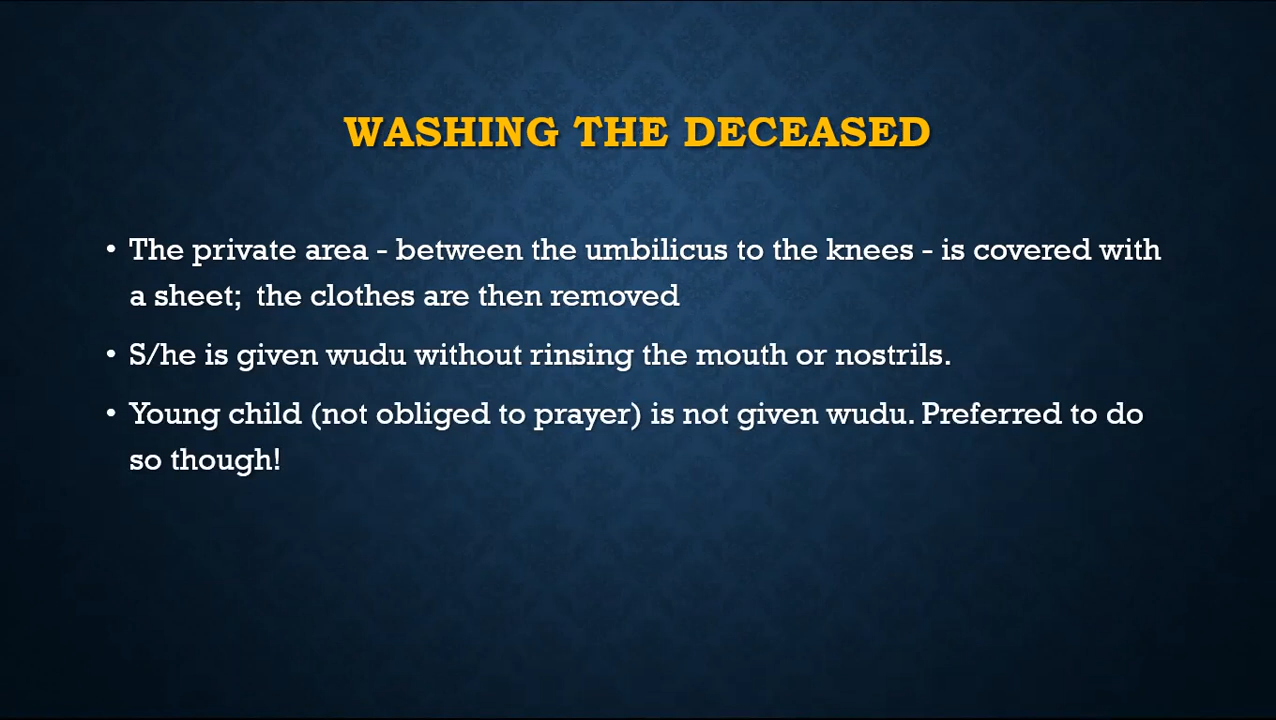 WASHING THE DECEASED
• The private area - between the umbilicus to the knees - is covered with
a sheet;  the clothes are then removed
• S/he is given wudu without rinsing the mouth or nostrils.
• Young child (not obliged to prayer) is not given wudu. Preferred to do
so though!